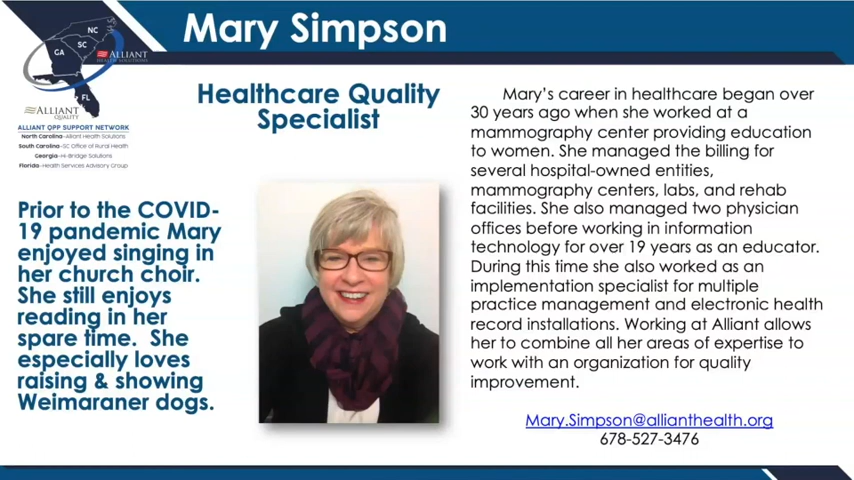 Mary Simpson
NC
SC
GA
ALLIANT
HEALTH SOLUTIONS
FL
ALLIANT
QUALITY
ALLIANT QPP SUPPORT NETWORK
North Carolina-Alliant Health Solutions
South Carolina-SC Office of Rural Health
Georgia-Hi-Bridge Solutions
Florida-Health Services Advisory Group
Prior to the COVID-
19 pandemic Mary
enjoyed singing in
her church choir.
She still enjoys
reading in her
spare time. She
especially loves
raising & showing
Weimaraner dogs.
Healthcare Quality
Specialist
Mary's career in healthcare began over
30 years ago when she worked at a
mammography center providing education
to women. She managed the billing for
several hospital-owned entities,
mammography centers, labs, and rehab
facilities. She also managed two physician
offices before working in information
technology for over 19 years as an educator.
During this time she also worked as an
implementation specialist for multiple
practice management and electronic health
record installations. Working at Alliant allows
her to combine all her areas of expertise to
work with an organization for quality
improvement.
Mary.Simpson@allianthealth.org
678-527-3476